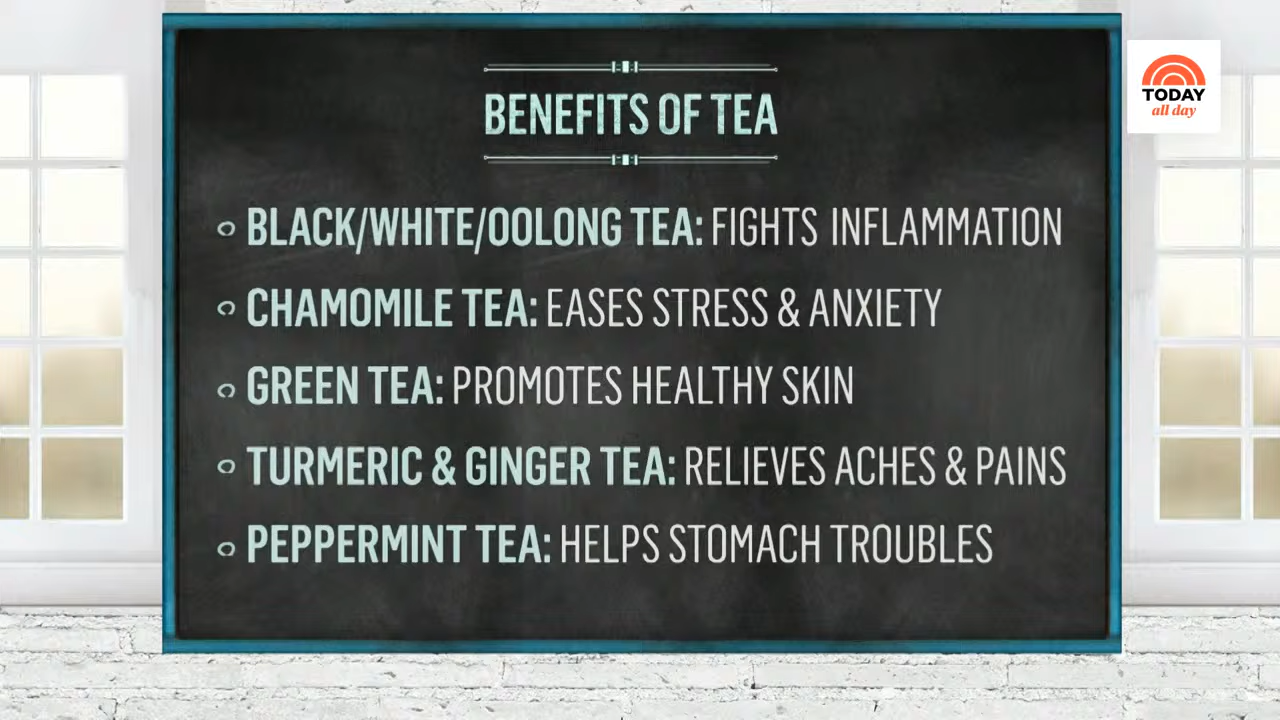 BENEFITS OF TEA
BLACK/WHITE/OOLONG TEA: FIGHTS INFLAMMATION
CHAMOMILE TEA: EASES STRESS & ANXIETY
GREEN TEA: PROMOTES HEALTHY SKIN
TURMERIC & GINGER TEA: RELIEVES ACHES & PAINS
PEPPERMINT TEA: HELPS STOMACH TROUBLES
TODAY
all day